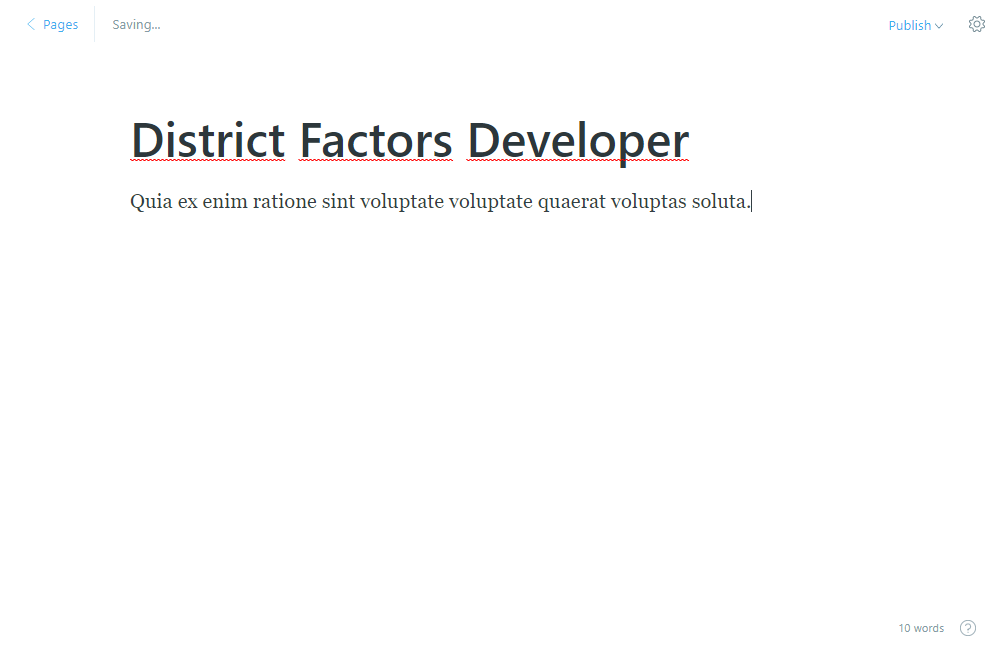 Pages
Saving...
Publish
District Factors Developer
Quia ex enim ratione sint voluptate voluptate quaerat voluptas soluta.
10 words
?